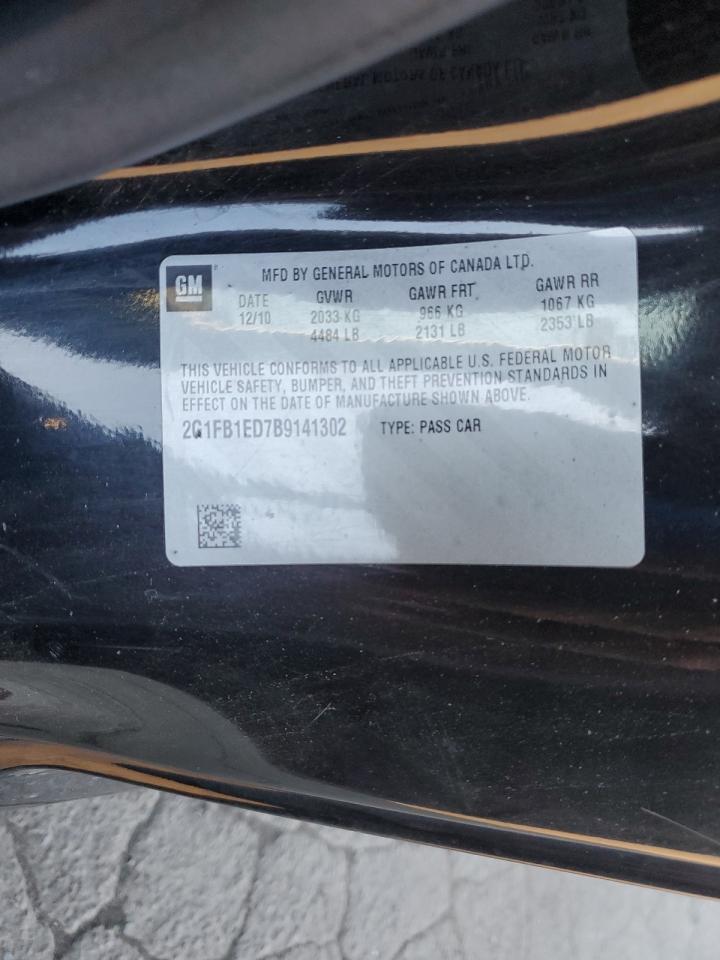 GM
MFD BY GENERAL MOTORS OF CANADA LTD.
DATE GVWR GAWR FRT GAWR RR
12/10 2033 KG 966 KG 1067 KG
4484 LB 2131 LB 2353 LB
THIS VEHICLE CONFORMS TO ALL APPLICABLE U.S. FEDERAL MOTOR
VEHICLE SAFETY, BUMPER, AND THEFT PREVENTION STANDARDS IN
EFFECT ON THE DATE OF MANUFACTURE SHOWN ABOVE.
2G1FB1ED7B9141302 TYPE: PASS CAR